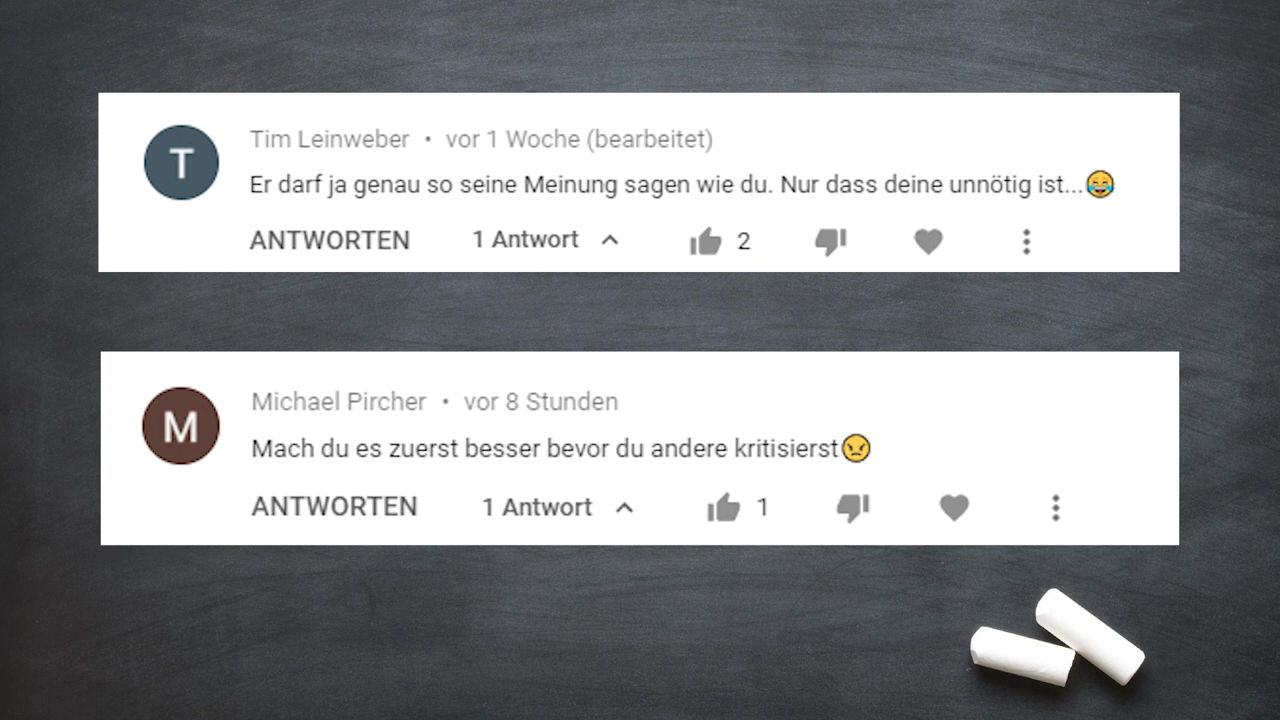 T
Tim Leinweber • vor 1 Woche (bearbeitet)
Er darf ja genau so seine Meinung sagen wie du. Nur dass deine unnötig ist...😂
ANTWORTEN 1 Antwort 2
M
Michael Pircher • vor 8 Stunden
Mach du es zuerst besser bevor du andere kritisierst😠
ANTWORTEN 1 Antwort 1